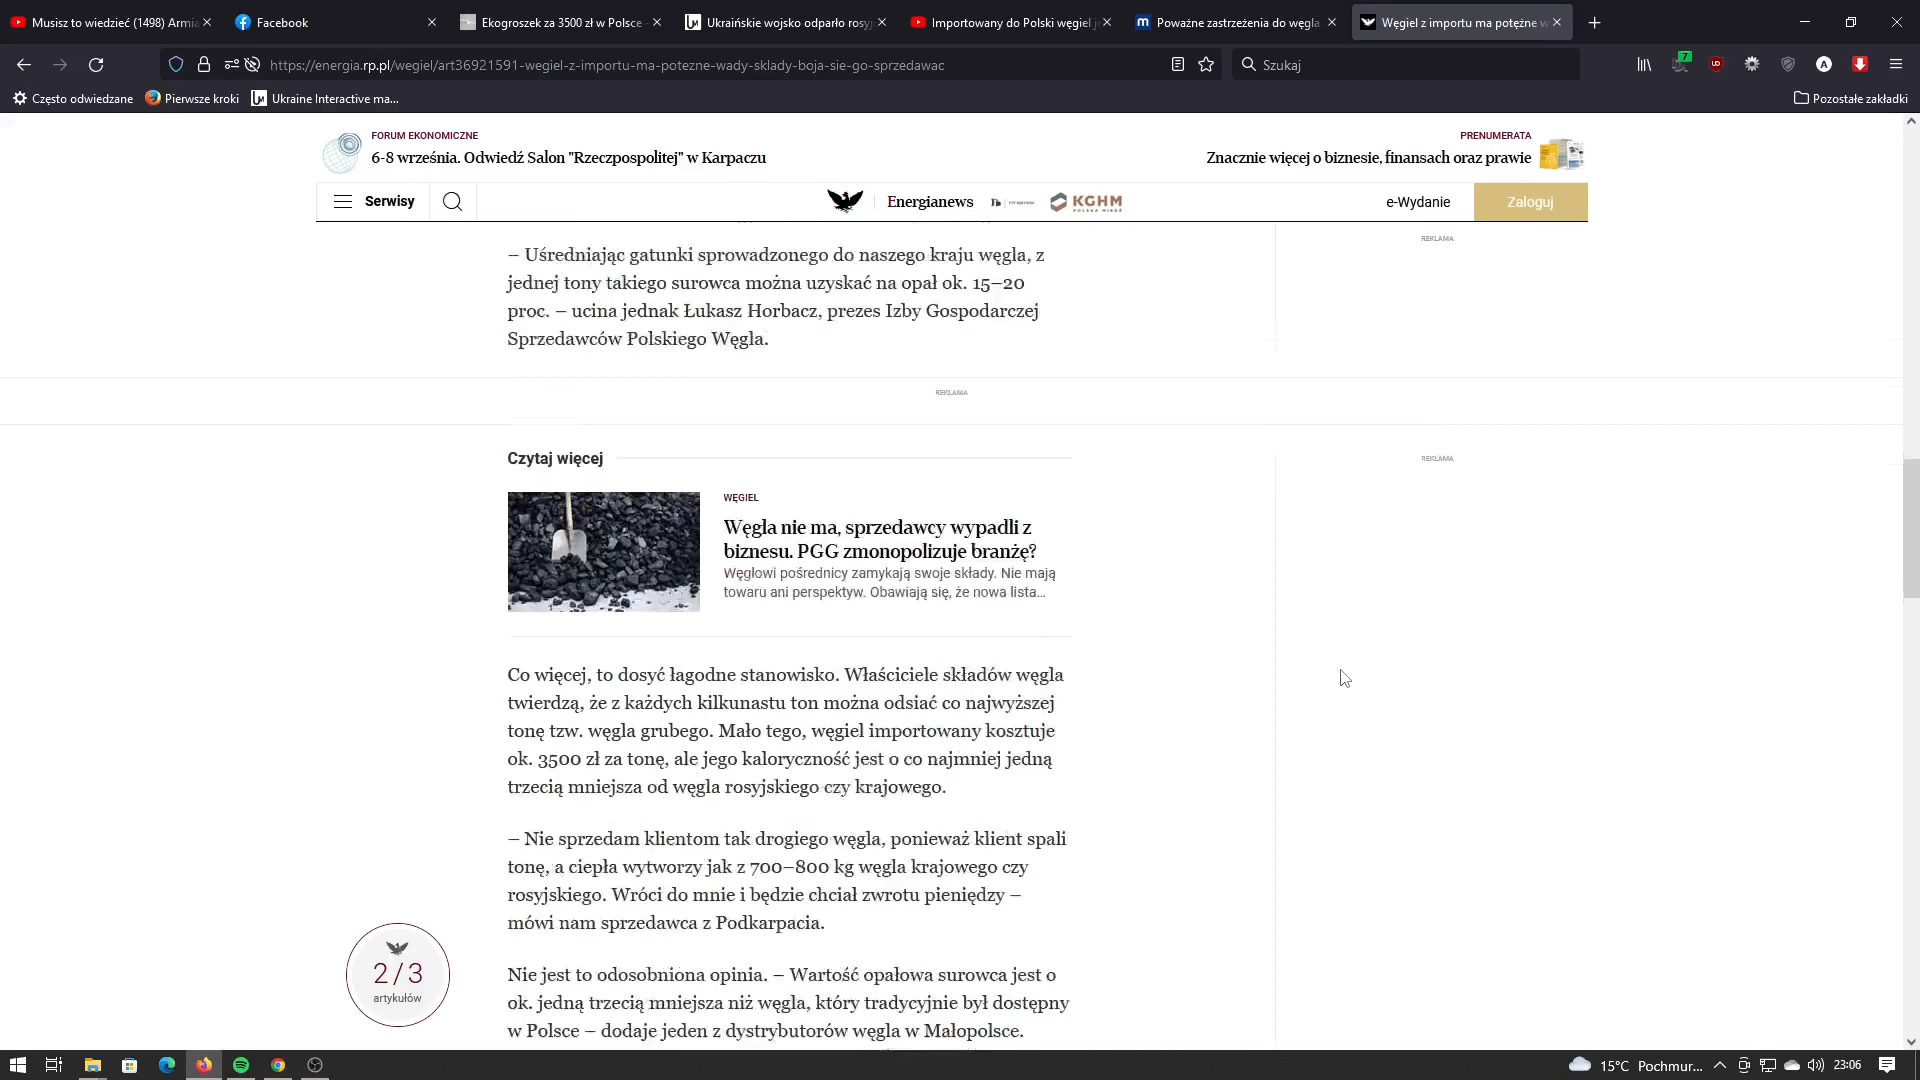 Musisz to wiedzieć (1498) Armia
Facebook
Ekogroszek za 3500 zł w Polsce -
Ukraińskie wojsko odparło rosyj
Importowany do Polski węgiel je
Poważne zastrzeżenia do węgla
Węgiel z importu ma potężne w
https://energia.rp.pl/wegiel/art36921591-wegiel-z-importu-ma-potezne-wady-sklady-boja-sie-go-sprzedawac
Szukaj
7
Często odwiedzane
Pierwsze kroki
Ukraine Interactive ma...
Pozostałe zakładki
FORUM EKONOMICZNE
6-8 września. Odwiedź Salon "Rzeczpospolitej" w Karpaczu
PRENUMERATA
Znacznie więcej o biznesie, finansach oraz prawie
Serwisy
Energianews
KGHM
POLSKA MIEDŹ
e-Wydanie
Zaloguj
REKLAMA
– Uśredniając gatunki sprowadzonego do naszego kraju węgla, z
jednej tony takiego surowca można uzyskać na opał ok. 15–20
proc. – ucina jednak Łukasz Horbacz, prezes Izby Gospodarczej
Sprzedawców Polskiego Węgla.
REKLAMA
Czytaj więcej
REKLAMA
WĘGIEL
Węgla nie ma, sprzedawcy wypadli z
biznesu. PGG zmonopolizuje branżę?
Węglowi pośrednicy zamykają swoje składy. Nie mają
towaru ani perspektyw. Obawiają się, że nowa lista...
Co więcej, to dosyć łagodne stanowisko. Właściciele składów węgla
twierdzą, że z każdych kilkunastu ton można odsiać co najwyższej
tonę tzw. węgla grubego. Mało tego, węgiel importowany kosztuje
ok. 3500 zł za tonę, ale jego kaloryczność jest o co najmniej jedną
trzecią mniejsza od węgla rosyjskiego czy krajowego.
– Nie sprzedam klientom tak drogiego węgla, ponieważ klient spali
tonę, a ciepła wytworzy jak z 700–800 kg węgla krajowego czy
rosyjskiego. Wróci do mnie i będzie chciał zwrotu pieniędzy –
mówi nam sprzedawca z Podkarpacia.
2/3
artykułów
Nie jest to odosobniona opinia. – Wartość opałowa surowca jest o
ok. jedną trzecią mniejsza niż węgla, który tradycyjnie był dostępny
w Polsce – dodaje jeden z dystrybutorów węgla w Małopolsce.
15°C Pochmur...
23:06